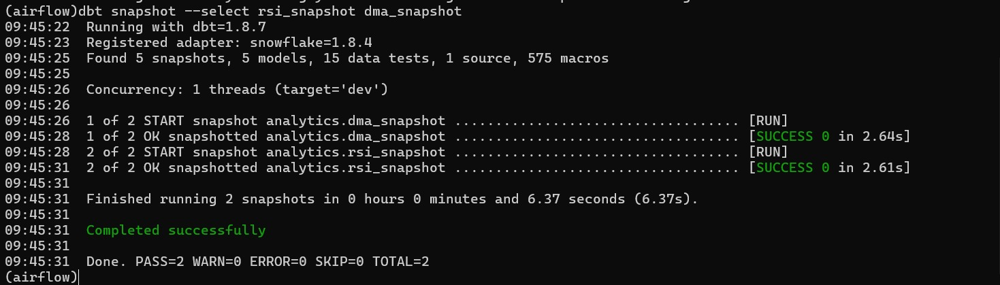 (airflow)dbt snapshot --select rsi_snapshot dma_snapshot
09:45:22  Running with dbt=1.8.7
09:45:23  Registered adapter: snowflake=1.8.4
09:45:25  Found 5 snapshots, 5 models, 15 data tests, 1 source, 575 macros
09:45:25
09:45:26  Concurrency: 1 threads (target='dev')
09:45:26
09:45:26  1 of 2 START snapshot analytics.dma_snapshot ................................... [RUN]
09:45:28  1 of 2 OK snapshotted analytics.dma_snapshot ................................... [SUCCESS 0 in 2.64s]
09:45:28  2 of 2 START snapshot analytics.rsi_snapshot ................................... [RUN]
09:45:31  2 of 2 OK snapshotted analytics.rsi_snapshot ................................... [SUCCESS 0 in 2.61s]
09:45:31
09:45:31  Finished running 2 snapshots in 0 hours 0 minutes and 6.37 seconds (6.37s).
09:45:31
09:45:31  Completed successfully
09:45:31
09:45:31  Done. PASS=2 WARN=0 ERROR=0 SKIP=0 TOTAL=2
(airflow)